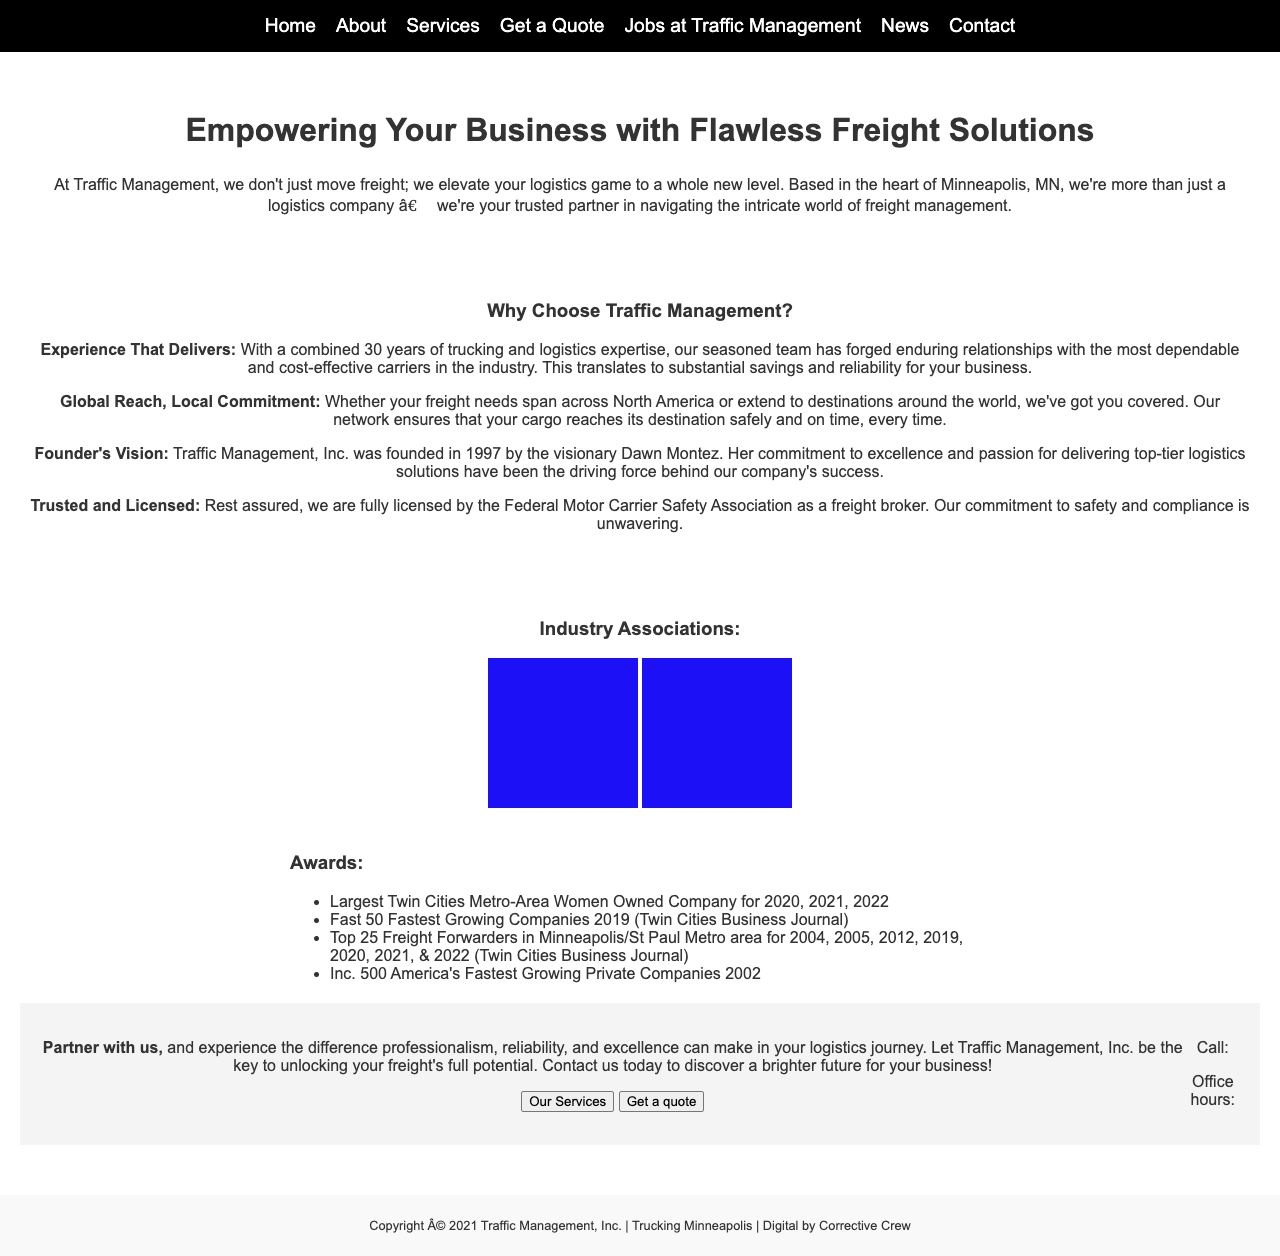 Home About Services Get a Quote Jobs at Traffic Management News Contact
Empowering Your Business with Flawless Freight Solutions
At Traffic Management, we don't just move freight; we elevate your logistics game to a whole new level. Based in the heart of Minneapolis, MN, we're more than just a
logistics company â€ we're your trusted partner in navigating the intricate world of freight management.
Why Choose Traffic Management?
Experience That Delivers: With a combined 30 years of trucking and logistics expertise, our seasoned team has forged enduring relationships with the most dependable
and cost-effective carriers in the industry. This translates to substantial savings and reliability for your business.
Global Reach, Local Commitment: Whether your freight needs span across North America or extend to destinations around the world, we've got you covered. Our
network ensures that your cargo reaches its destination safely and on time, every time.
Founder's Vision: Traffic Management, Inc. was founded in 1997 by the visionary Dawn Montez. Her commitment to excellence and passion for delivering top-tier logistics
solutions have been the driving force behind our company's success.
Trusted and Licensed: Rest assured, we are fully licensed by the Federal Motor Carrier Safety Association as a freight broker. Our commitment to safety and compliance is
unwavering.
Industry Associations:
Awards:
• Largest Twin Cities Metro-Area Women Owned Company for 2020, 2021, 2022
• Fast 50 Fastest Growing Companies 2019 (Twin Cities Business Journal)
• Top 25 Freight Forwarders in Minneapolis/St Paul Metro area for 2004, 2005, 2012, 2019,
2020, 2021, & 2022 (Twin Cities Business Journal)
• Inc. 500 America's Fastest Growing Private Companies 2002
Partner with us, and experience the difference professionalism, reliability, and excellence can make in your logistics journey. Let Traffic Management, Inc. be the
key to unlocking your freight's full potential. Contact us today to discover a brighter future for your business!
Our Services Get a quote
Call:
Office
hours:
Copyright Â© 2021 Traffic Management, Inc. | Trucking Minneapolis | Digital by Corrective Crew